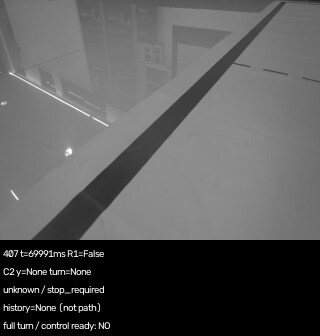 407 t=69991ms R1=False
C2 y=None turn=None
unknown / stop_required
history=None (not path)
full turn / control ready: NO